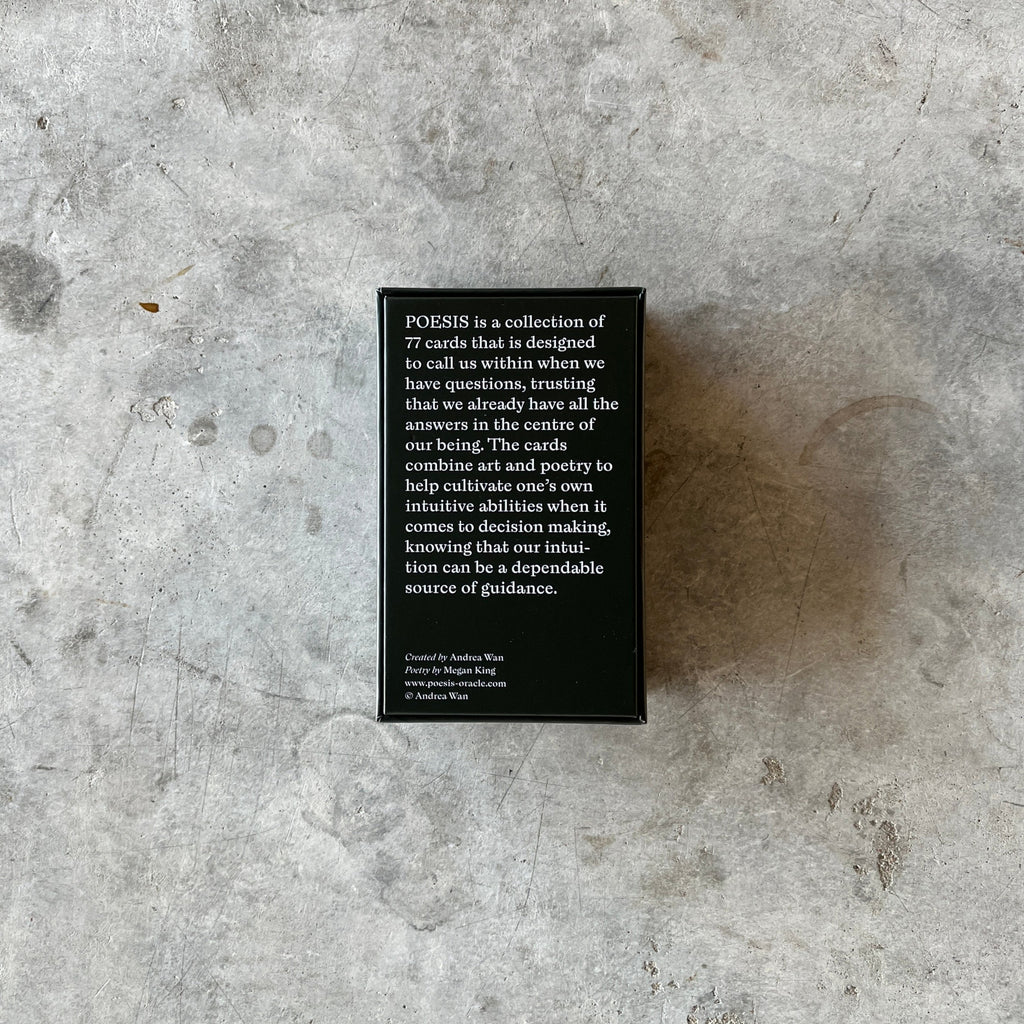 POESIS is a collection of
77 cards that is designed
to call us within when we
have questions, trusting
that we already have all the
answers in the centre of
our being. The cards
combine art and poetry to
help cultivate one’s own
intuitive abilities when it
comes to decision making,
knowing that our intui-
tion can be a dependable
source of guidance.
Created by Andrea Wan
Poetry by Megan King
www.poesis-oracle.com
© Andrea Wan